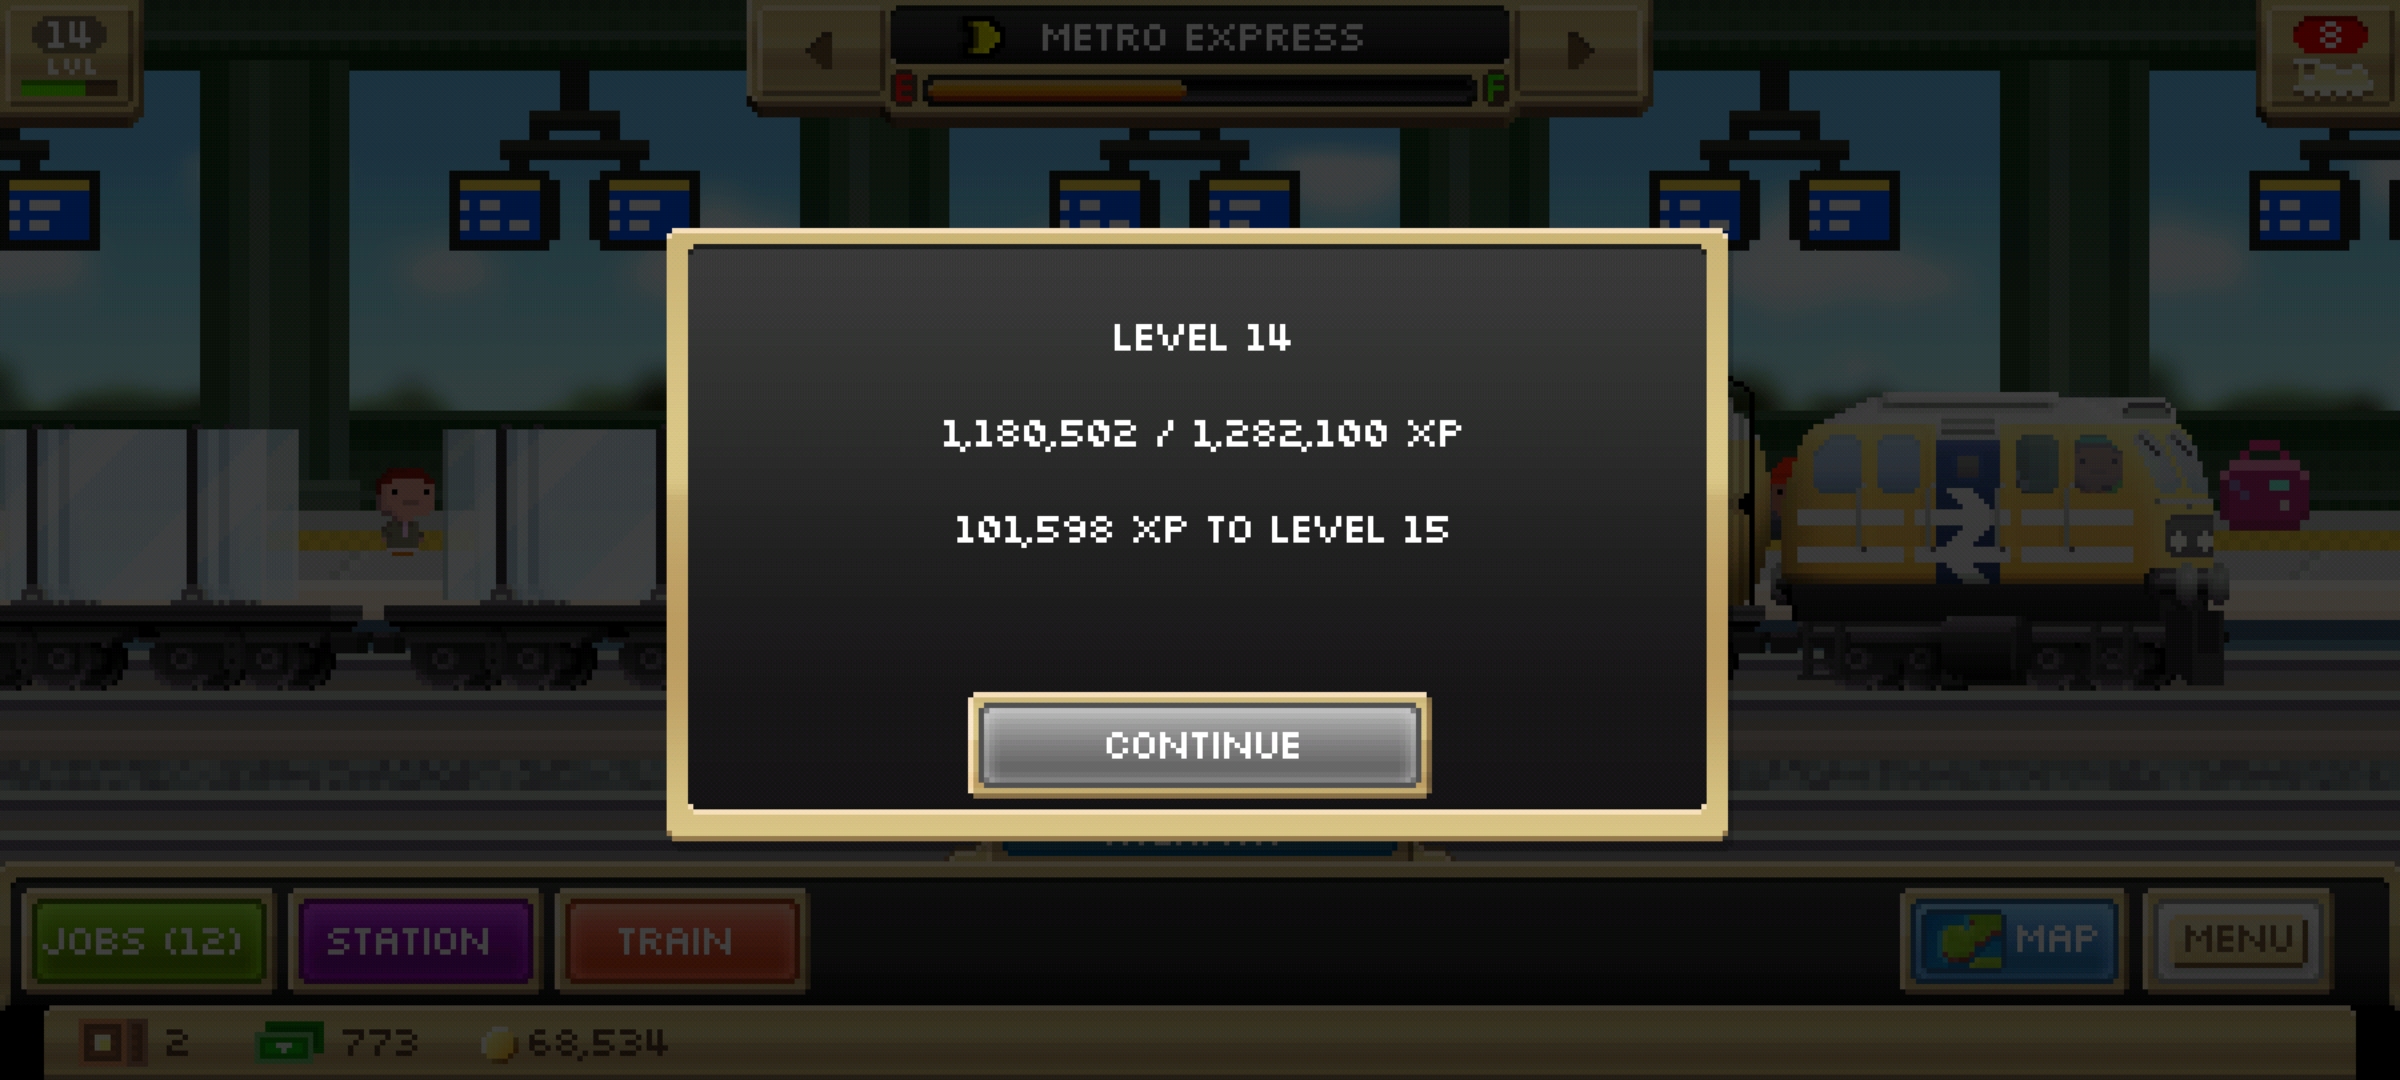 14
LVL
METRO EXPRESS
8
E
F
LEVEL 14
1,180,502 / 1,282,100 XP
101,598 XP TO LEVEL 15
CONTINUE
JOBS (12)
STATION
TRAIN
MAP
MENU
2
773
68,534